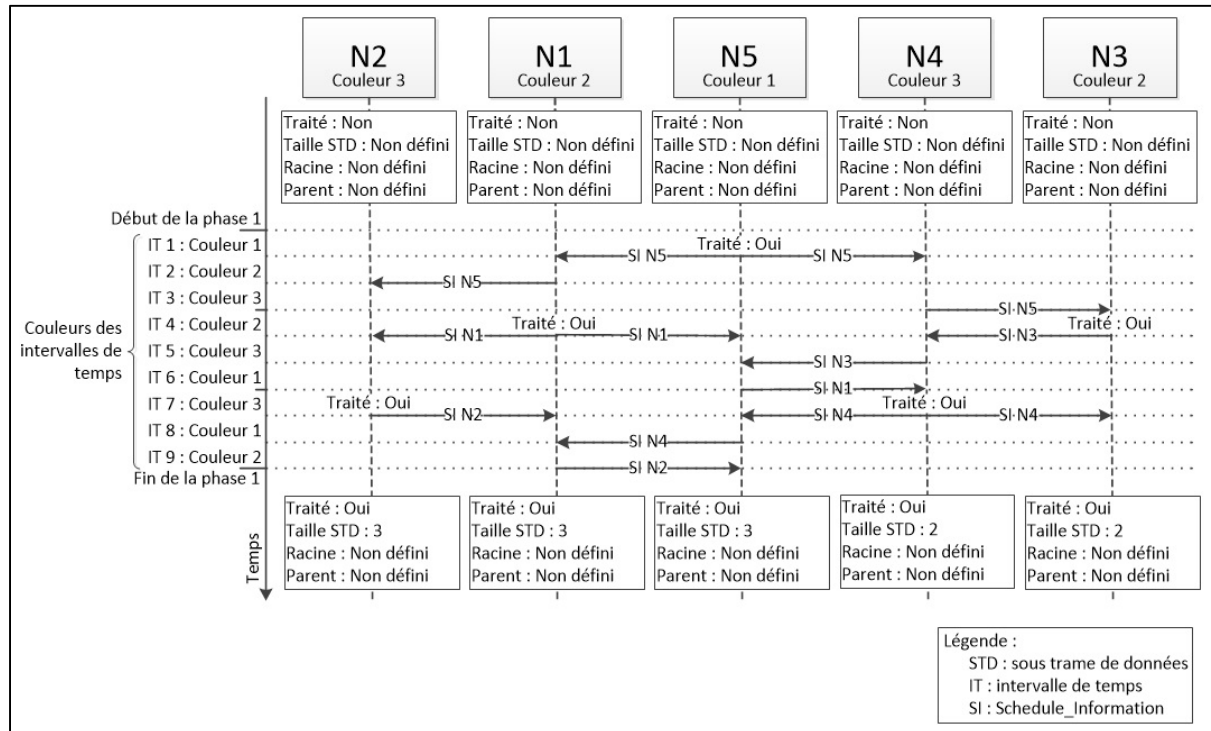 N2
Couleur 3
N1
Couleur 2
N5
Couleur 1
N4
Couleur 3
N3
Couleur 2
Traité : Non
Taille STD : Non défini
Racine : Non défini
Parent : Non défini
Traité : Non
Taille STD : Non défini
Racine : Non défini
Parent : Non défini
Traité : Non
Taille STD : Non défini
Racine : Non défini
Parent : Non défini
Traité : Non
Taille STD : Non défini
Racine : Non défini
Parent : Non défini
Traité : Non
Taille STD : Non défini
Racine : Non défini
Parent : Non défini
Début de la phase 1
Couleurs des
intervalles de
temps
IT 1 : Couleur 1
Traité : Oui
SI N5
SI N5
IT 2 : Couleur 2
SI N5
IT 3 : Couleur 3
SI N5
IT 4 : Couleur 2
Traité : Oui
Traité : Oui
SI N1
SI N1
SI N3
IT 5 : Couleur 3
SI N3
IT 6 : Couleur 1
SI N1
IT 7 : Couleur 3
Traité : Oui
Traité : Oui
SI N2
SI N4
SI N4
IT 8 : Couleur 1
SI N4
IT 9 : Couleur 2
SI N2
Fin de la phase 1
Temps
Traité : Oui
Taille STD : 3
Racine : Non défini
Parent : Non défini
Traité : Oui
Taille STD : 3
Racine : Non défini
Parent : Non défini
Traité : Oui
Taille STD : 3
Racine : Non défini
Parent : Non défini
Traité : Oui
Taille STD : 2
Racine : Non défini
Parent : Non défini
Traité : Oui
Taille STD : 2
Racine : Non défini
Parent : Non défini
Légende :
STD : sous trame de données
IT : intervalle de temps
SI : Schedule_Information